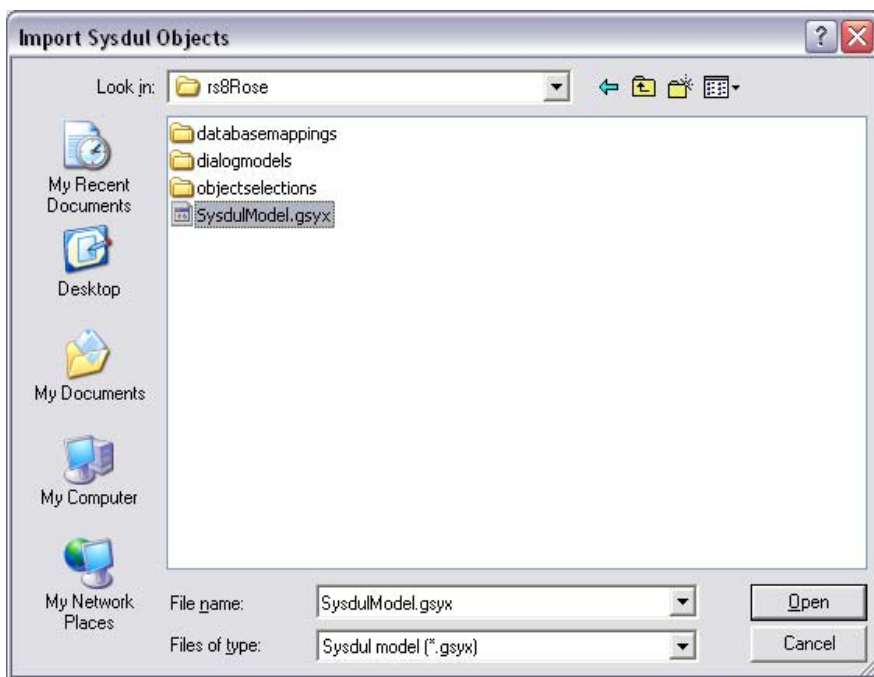 Import Sysdul Objects
Look in: rs8Rose
databasemappings
dialogmodels
objectselections
SysdulModel.gsyx
My Recent
Documents
Desktop
My Documents
My Computer
My Network
Places
File name: SysdulModel.gsyx Open
Files of type: Sysdul model (*.gsyx) Cancel